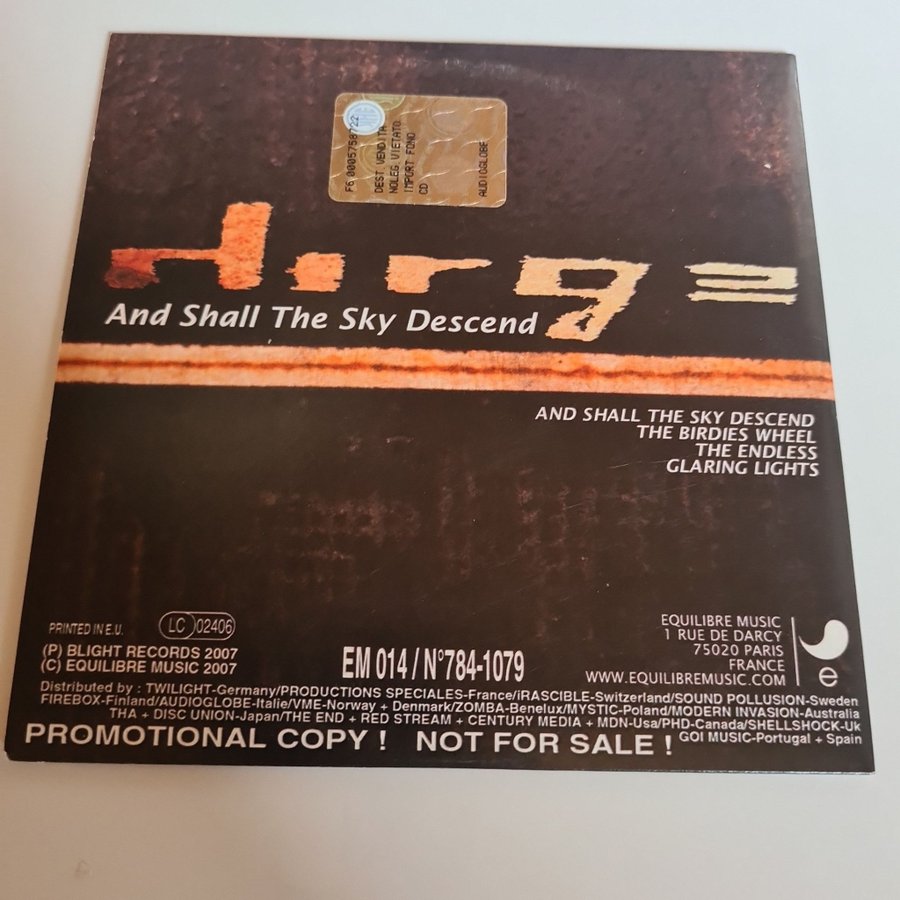 F6 0005758722
DEST VENDITA
NOLEG VIETATO
IMPORT FONO
CD
AUDIOGLOBE
dirge
And Shall The Sky Descend
AND SHALL THE SKY DESCEND
THE BIRDIES WHEEL
THE ENDLESS
GLARING LIGHTS
PRINTED IN E.U.
LC 02406
(P) BLIGHT RECORDS 2007
(C) EQUILIBRE MUSIC 2007
EM 014 / N°784-1079
EQUILIBRE MUSIC
1 RUE DE DARCY
75020 PARIS
FRANCE
WWW.EQUILIBREMUSIC.COM
e
Distributed by : TWILIGHT-Germany/PRODUCTIONS SPECIALES-France/iRASCIBLE-Switzerland/SOUND POLLUSION-Sweden
FIREBOX-Finland/AUDIOGLOBE-Italie/VME-Norway + Denmark/ZOMBA-Benelux/MYSTIC-Poland/MODERN INVASION-Australia
THA + DISC UNION-Japan/THE END + RED STREAM + CENTURY MEDIA + MDN-Usa/PHD-Canada/SHELLSHOCK-Uk
GOI MUSIC-Portugal + Spain
PROMOTIONAL COPY ! NOT FOR SALE !